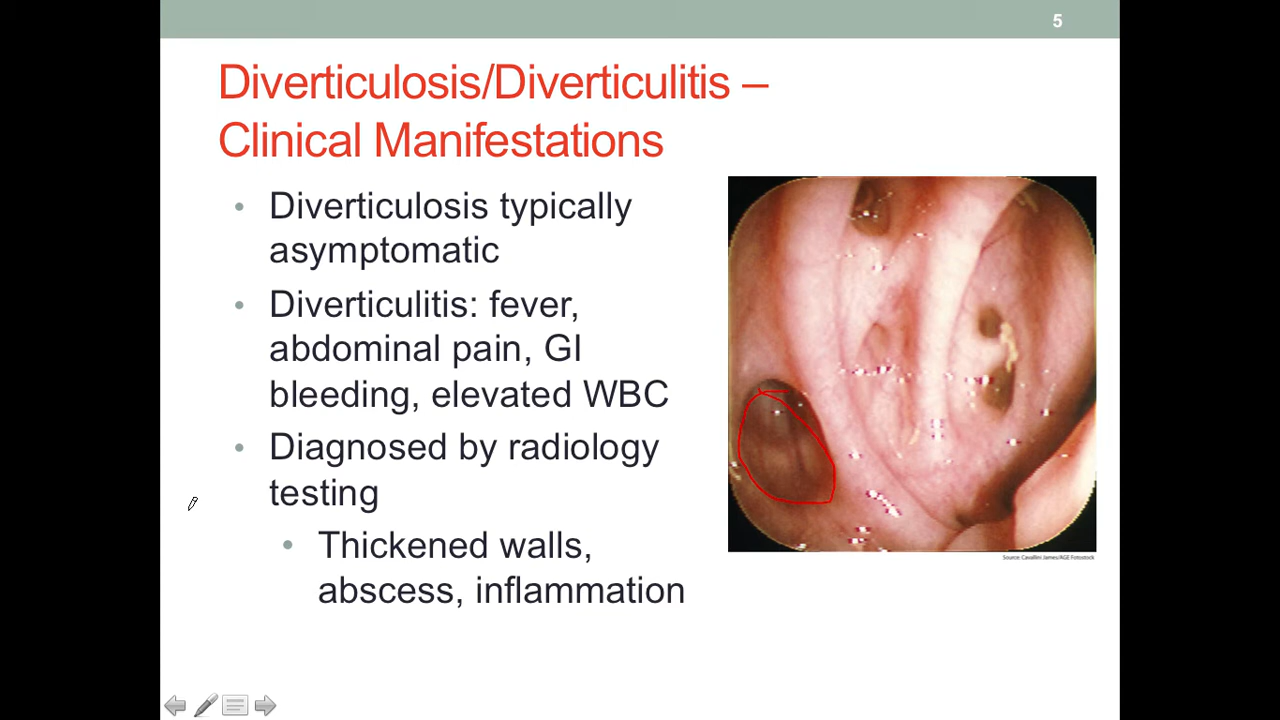 5
Diverticulosis/Diverticulitis –
Clinical Manifestations
• Diverticulosis typically
asymptomatic
• Diverticulitis: fever,
abdominal pain, GI
bleeding, elevated WBC
• Diagnosed by radiology
testing
• Thickened walls,
abscess, inflammation
Source: Cavallini James/AGE Fotostock